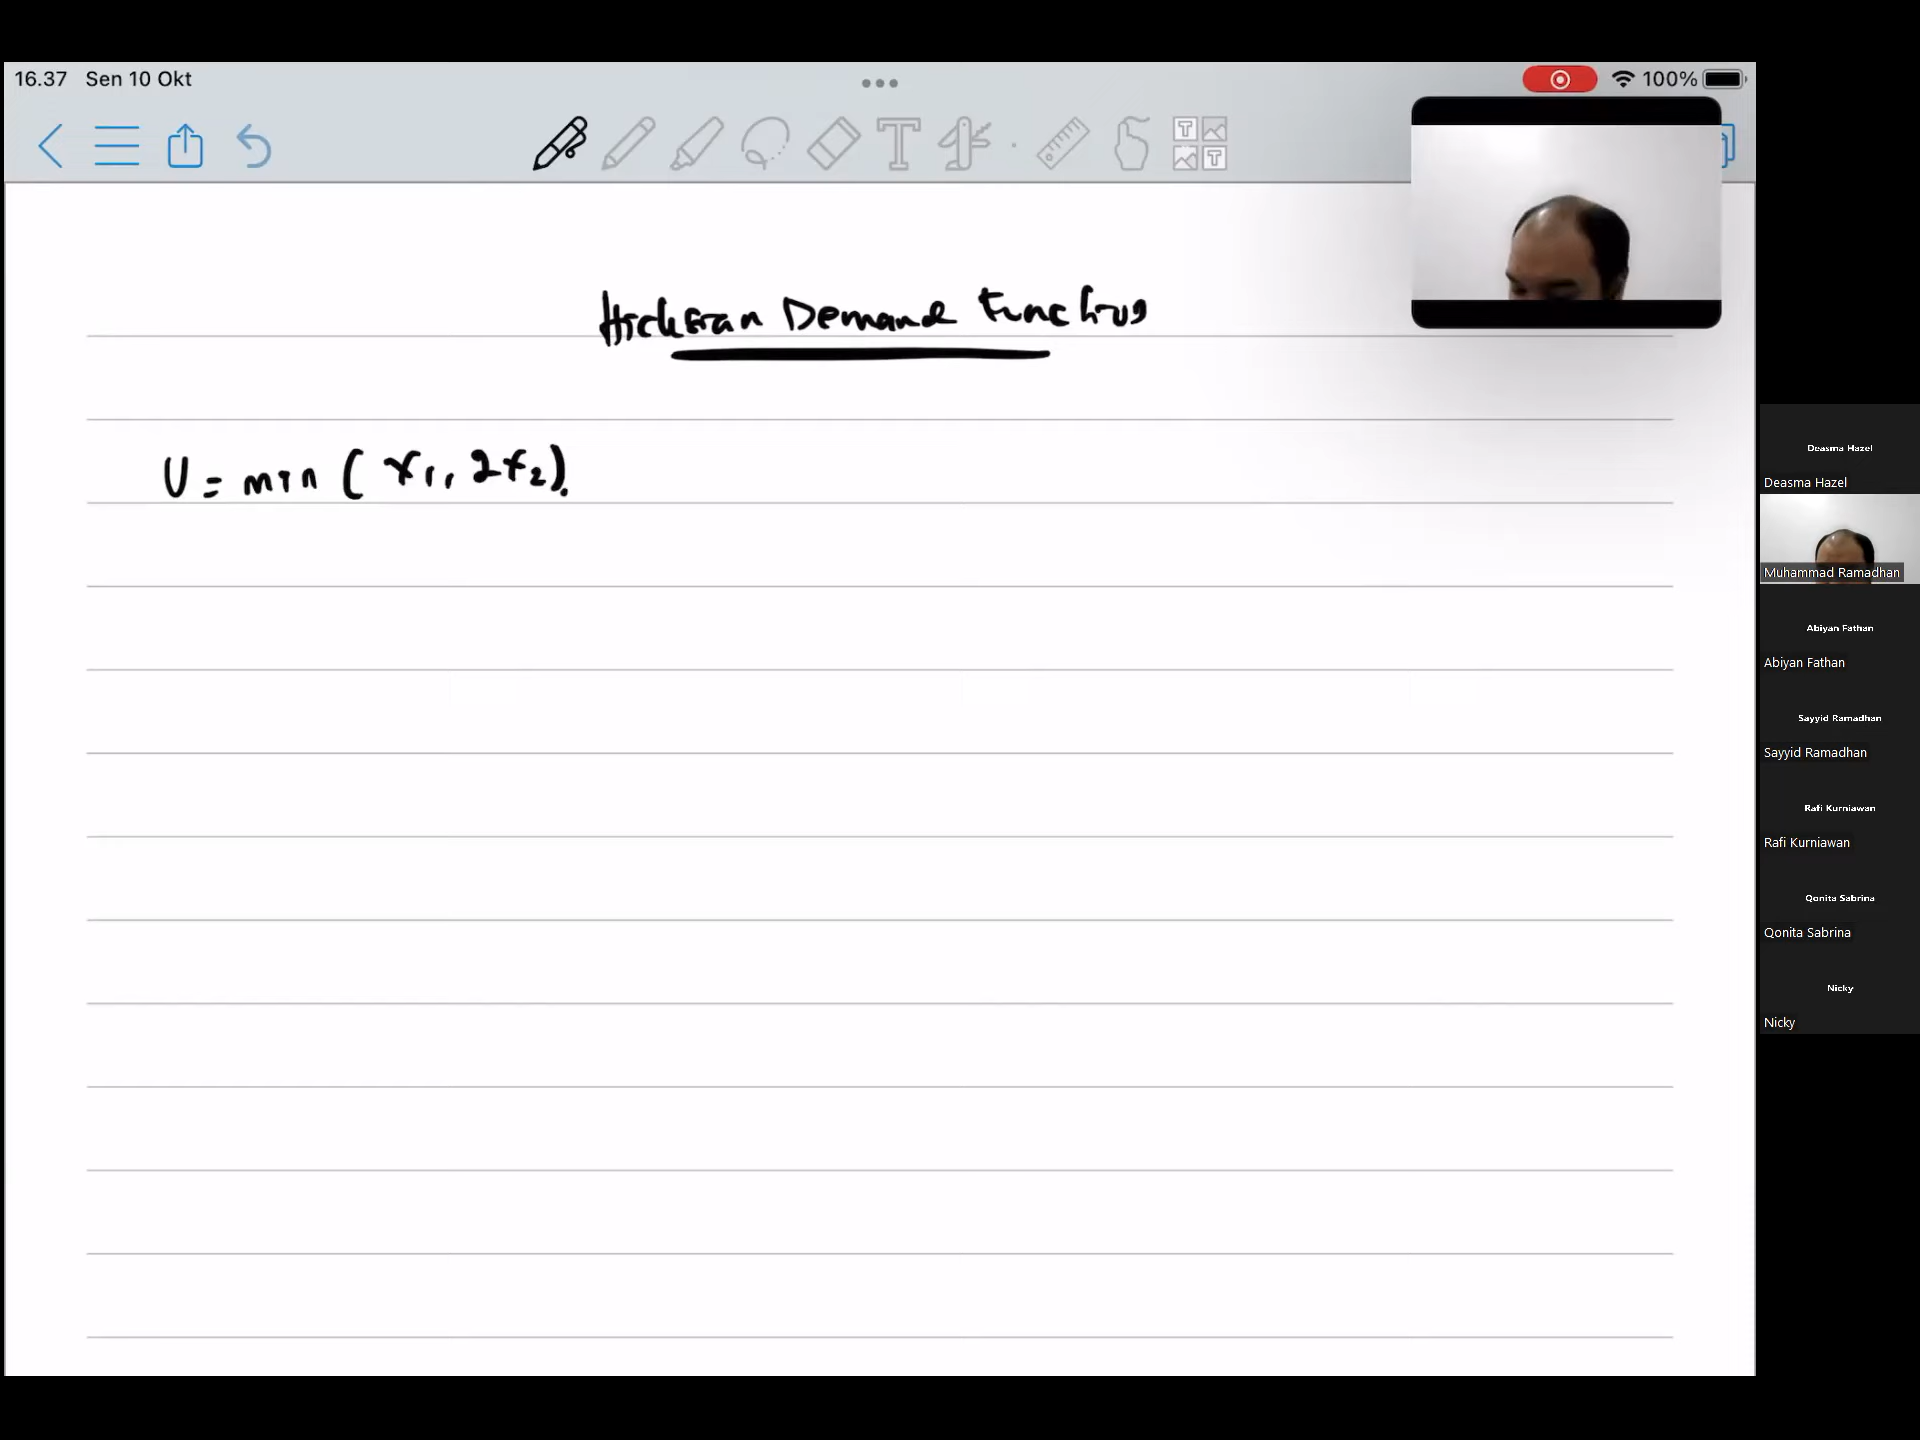 16.37 Sen 10 Okt
100%
Hicksian Demand Functions
U = min ( x₁, 2x₂).
Deasma Hazel
Deasma Hazel
Muhammad Ramadhan
Abiyan Fathan
Abiyan Fathan
Sayyid Ramadhan
Sayyid Ramadhan
Rafi Kurniawan
Rafi Kurniawan
Qonita Sabrina
Qonita Sabrina
Nicky
Nicky